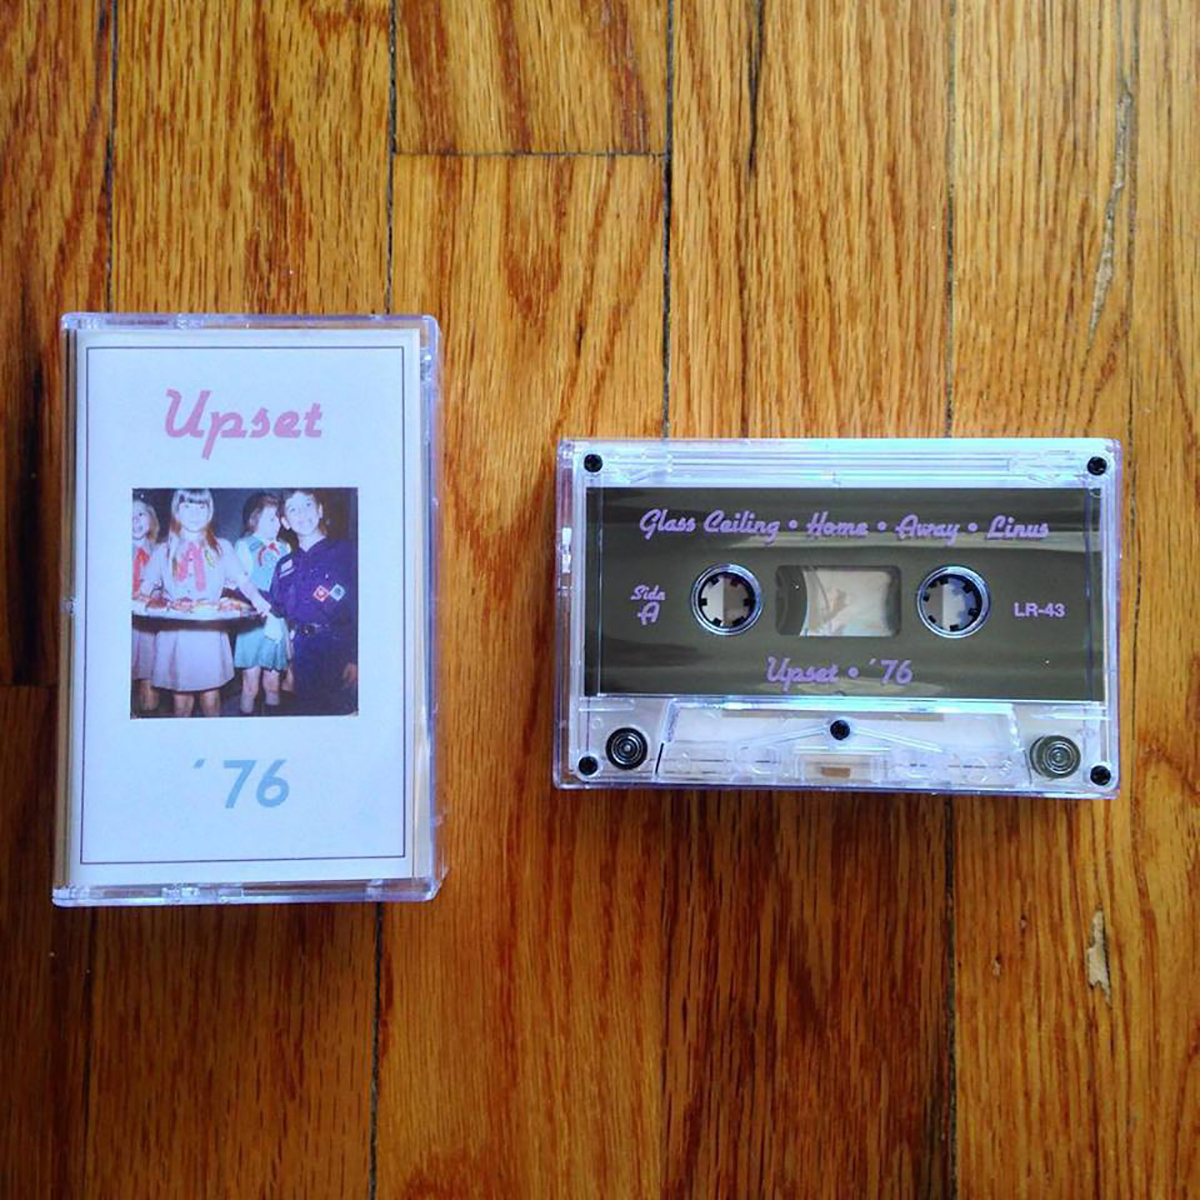 Upset
´76
Glass Ceiling • Home • Away • Linus
Side
A
LR-43
Upset • ´76